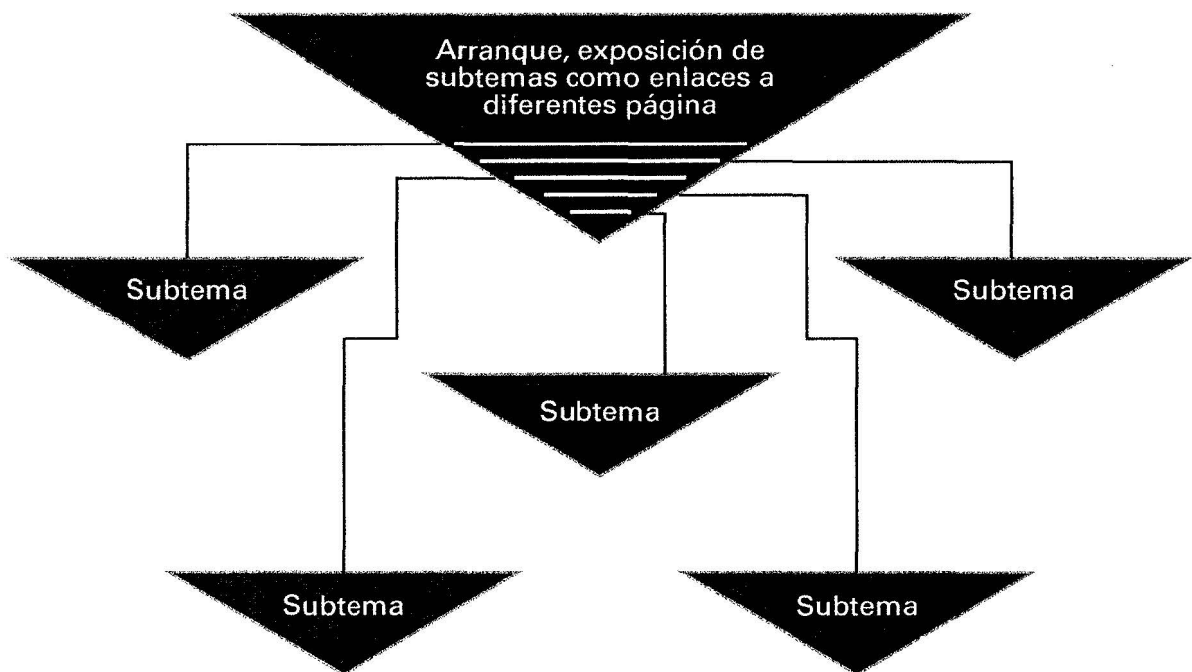 Arranque, exposición de
subtemas como enlaces a
diferentes página
Subtema
Subtema
Subtema
Subtema
Subtema